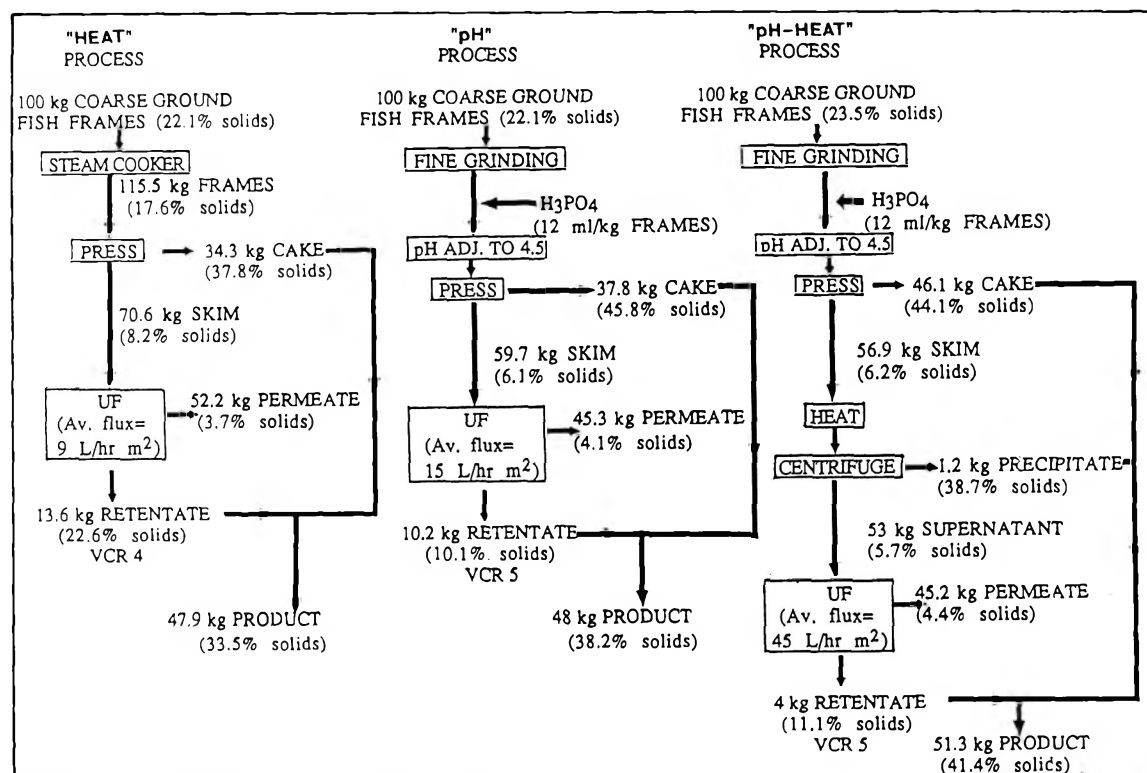 "HEAT"
PROCESS
100 kg COARSE GROUND
FISH FRAMES (22.1% solids)
STEAM COOKER
115.5 kg FRAMES
(17.6% solids)
PRESS
34.3 kg CAKE
(37.8% solids)
70.6 kg SKIM
(8.2% solids)
UF
(Av. flux=
9 L/hr m2)
52.2 kg PERMEATE
(3.7% solids)
13.6 kg RETENTATE
(22.6% solids)
VCR 4
47.9 kg PRODUCT
(33.5% solids)
"pH"
PROCESS
100 kg COARSE GROUND
FISH FRAMES (22.1% solids)
FINE GRINDING
H3PO4
(12 ml/kg FRAMES)
pH ADJ. TO 4.5
PRESS
37.8 kg CAKE
(45.8% solids)
59.7 kg SKIM
(6.1% solids)
UF
(Av. flux=
15 L/hr m2)
45.3 kg PERMEATE
(4.1% solids)
10.2 kg RETENTATE
(10.1% solids)
VCR 5
48 kg PRODUCT
(38.2% solids)
"pH-HEAT"
PROCESS
100 kg COARSE GROUND
FISH FRAMES (23.5% solids)
FINE GRINDING
H3PO4
(12 ml/kg FRAMES)
pH ADJ. TO 4.5
PRESS
46.1 kg CAKE
(44.1% solids)
56.9 kg SKIM
(6.2% solids)
HEAT
CENTRIFUGE
1.2 kg PRECIPITATE
(38.7% solids)
53 kg SUPERNATANT
(5.7% solids)
UF
(Av. flux=
45 L/hr m2)
45.2 kg PERMEATE
(4.4% solids)
4 kg RETENTATE
(11.1% solids)
VCR 5
51.3 kg PRODUCT
(41.4% solids)